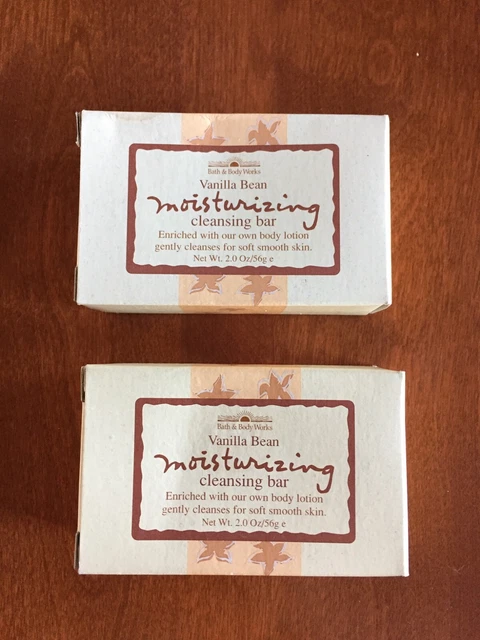 Bath & Body Works
Vanilla Bean
moisturizing
cleansing bar
Enriched with our own body lotion
gently cleanses for soft smooth skin.
Net Wt. 2.0 Oz/56g e
Bath & Body Works
Vanilla Bean
moisturizing
cleansing bar
Enriched with our own body lotion
gently cleanses for soft smooth skin.
Net Wt. 2.0 Oz/56g e